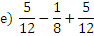 e) 5/12 − 1/8 + 5/12